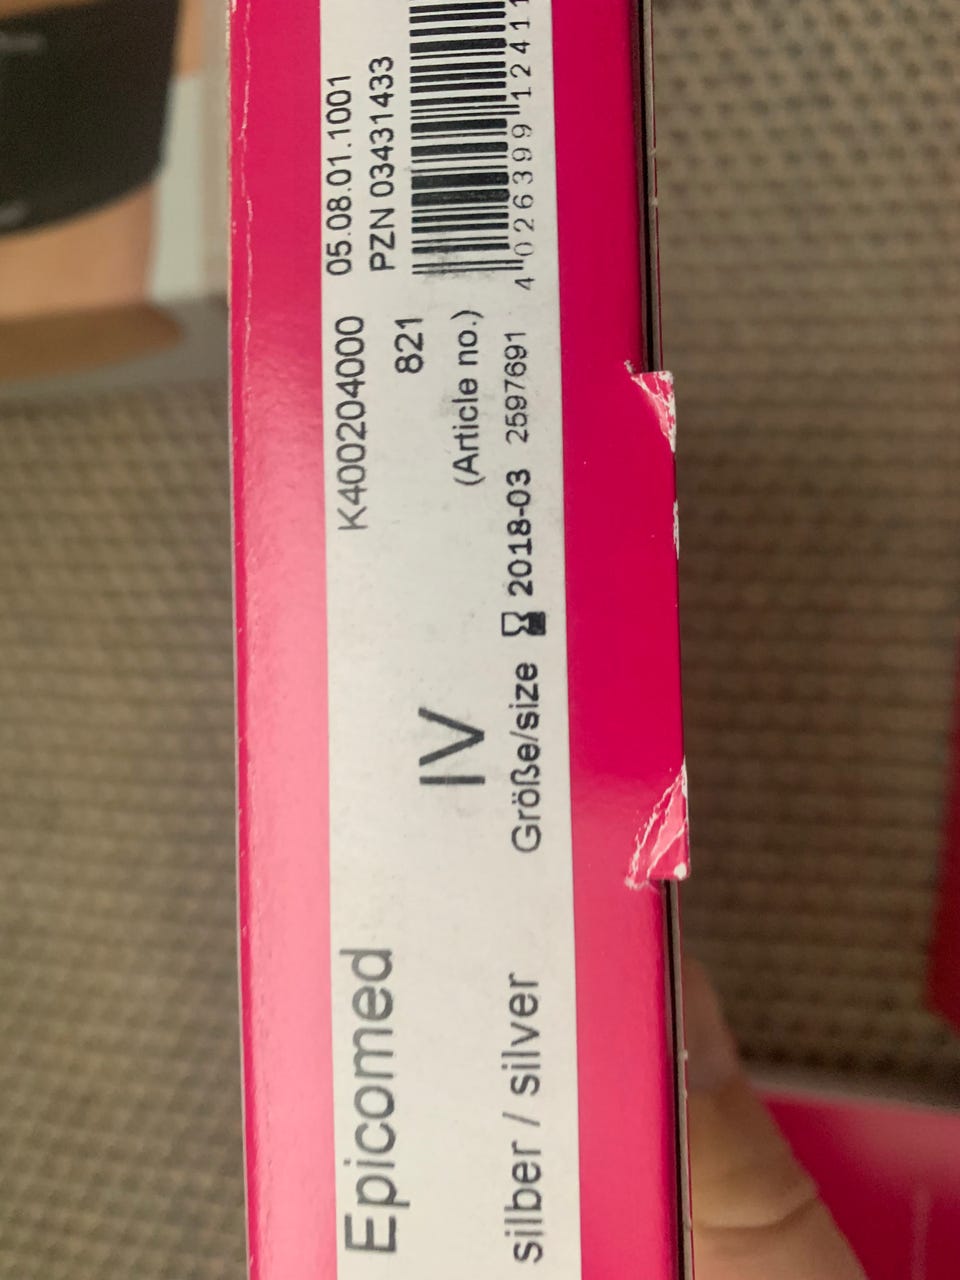 Epicomed
silber / silver
IV
Größe/size
K400204000
821
(Article no.)
2018-03 2597691
05.08.01.1001
PZN 03431433
4 026399 12411